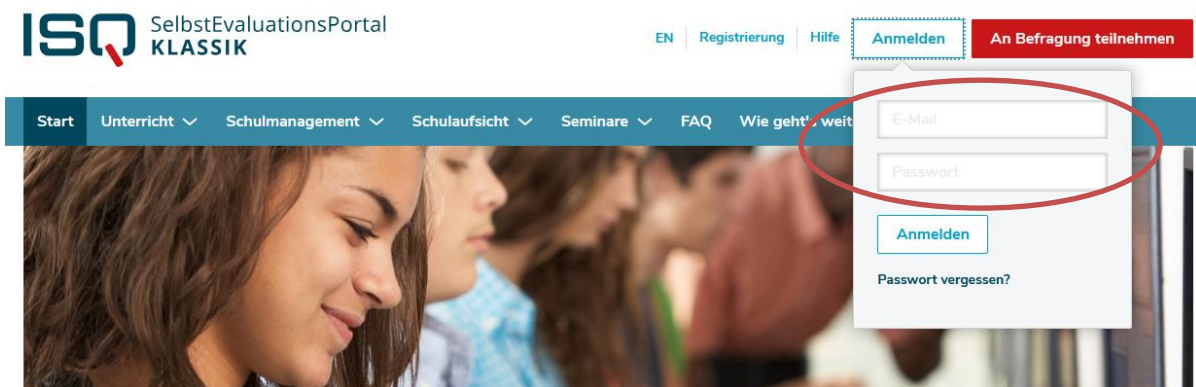 ISQ SelbstEvaluationsPortal
KLASSIK
EN Registrierung Hilfe Anmelden An Befragung teilnehmen
Start Unterricht Schulmanagement Schulaufsicht Seminare FAQ Wie geht's weit
E-Mail
Passwort
Anmelden
Passwort vergessen?